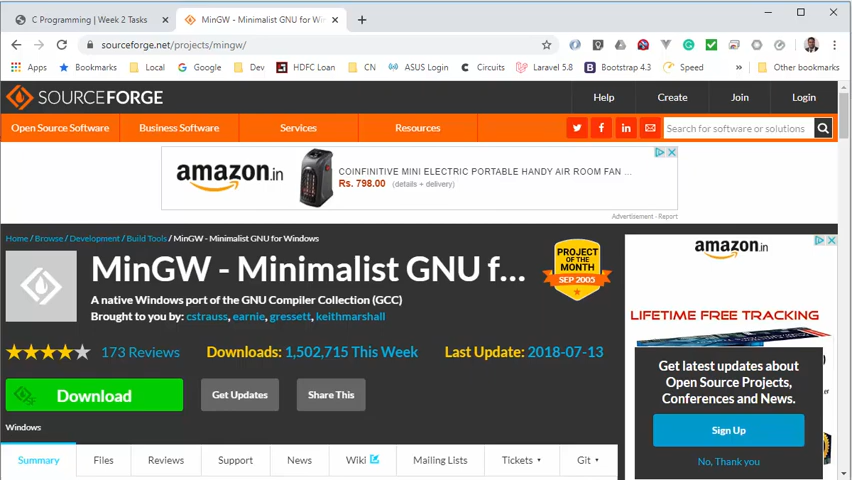 C Programming | Week 2 Tasks
MinGW - Minimalist GNU for Wi
sourceforge.net/projects/mingw/
Apps
Bookmarks
Local
Google
Dev
HDFC Loan
CN
ASUS Login
Circuits
Laravel 5.8
Bootstrap 4.3
Speed
»
Other bookmarks
SOURCEFORGE
Help
Create
Join
Login
Open Source Software
Business Software
Services
Resources
Search for software or solutions
amazon.in
COINFINITIVE MINI ELECTRIC PORTABLE HANDY AIR ROOM FAN ...
Rs. 798.00 (details + delivery)
Advertisement - Report
Home / Browse / Development / Build Tools / MinGW - Minimalist GNU for Windows
MinGW - Minimalist GNU f...
PROJECT
OF THE
MONTH
SEP 2005
A native Windows port of the GNU Compiler Collection (GCC)
Brought to you by: cstrauss, earnie, gressett, keithmarshall
173 Reviews
Downloads: 1,502,715 This Week
Last Update: 2018-07-13
Download
Get Updates
Share This
Windows
Summary
Files
Reviews
Support
News
Wiki
Mailing Lists
Tickets
Git
amazon.in
LIFETIME FREE TRACKING
Get latest updates about
Open Source Projects,
Conferences and News.
Sign Up
No, Thank you